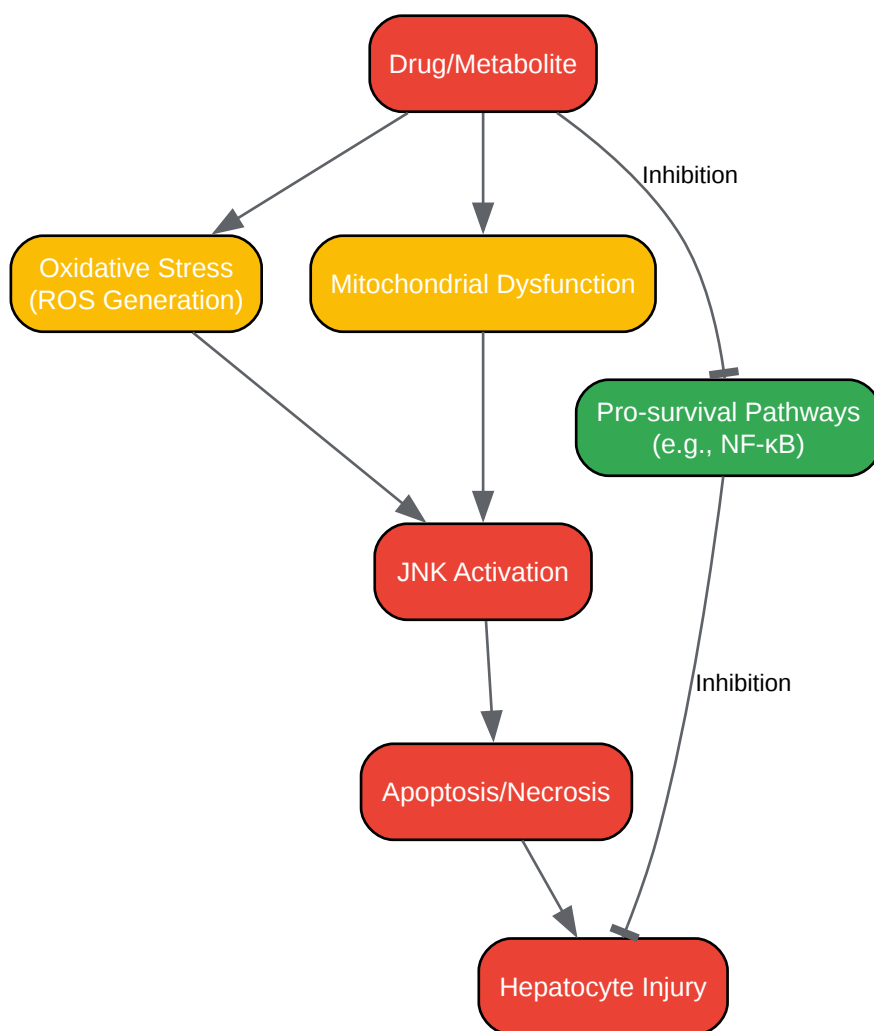 Drug/Metabolite
Inhibition
Oxidative Stress
(ROS Generation)
Mitochondrial Dysfunction
Pro-survival Pathways
(e.g., NF-κB)
JNK Activation
Inhibition
Apoptosis/Necrosis
Hepatocyte Injury